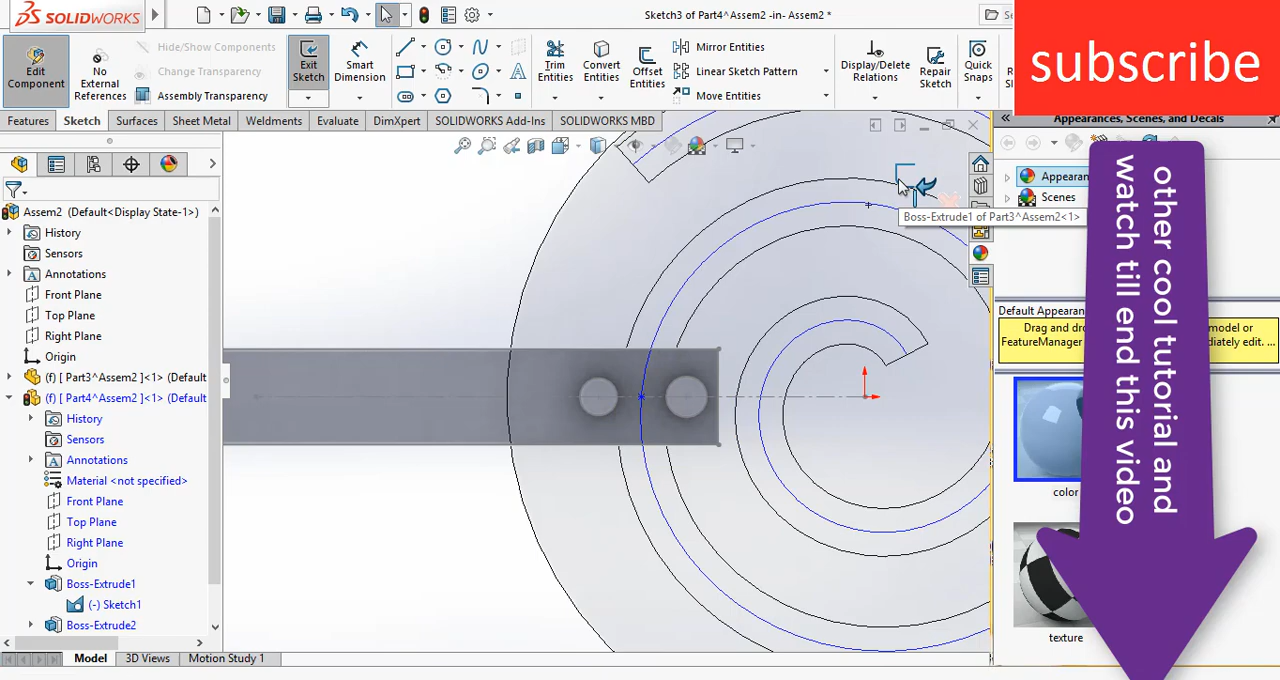 SOLIDWORKS
Sketch3 of Part4^Assem2 -in- Assem2 *
subscribe
Edit Component
No External References
Hide/Show Components
Change Transparency
Assembly Transparency
Exit Sketch
Smart Dimension
Trim Entities
Convert Entities
Offset Entities
Mirror Entities
Linear Sketch Pattern
Move Entities
Display/Delete Relations
Repair Sketch
Quick Snaps
Features
Sketch
Surfaces
Sheet Metal
Weldments
Evaluate
DimXpert
SOLIDWORKS Add-Ins
SOLIDWORKS MBD
Appearances, Scenes, and Decals
Assem2 (Default<Display State-1>)
History
Sensors
Annotations
Front Plane
Top Plane
Right Plane
Origin
(f) [ Part3^Assem2 ]<1> (Default
(f) [ Part4^Assem2 ]<1> (Default
History
Sensors
Annotations
Material <not specified>
Front Plane
Top Plane
Right Plane
Origin
Boss-Extrude1
(-) Sketch1
Boss-Extrude2
Boss-Extrude1 of Part3^Assem2<1>
Scenes
color
texture
other cool tutorial and
watch till end this video
Model
3D Views
Motion Study 1